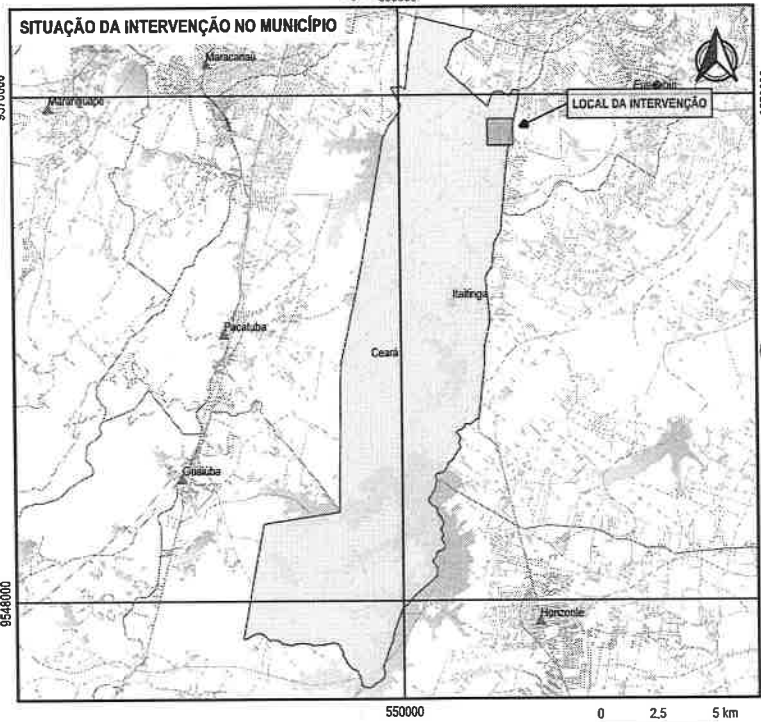 SITUAÇÃO DA INTERVENÇÃO NO MUNICÍPIO
Maracanaú
Maranguape
LOCAL DA INTERVENÇÃO
Itaitinga
Pacatuba
Ceará
Guaiúba
9548000
Horizonte
550000
0 2,5 5 km